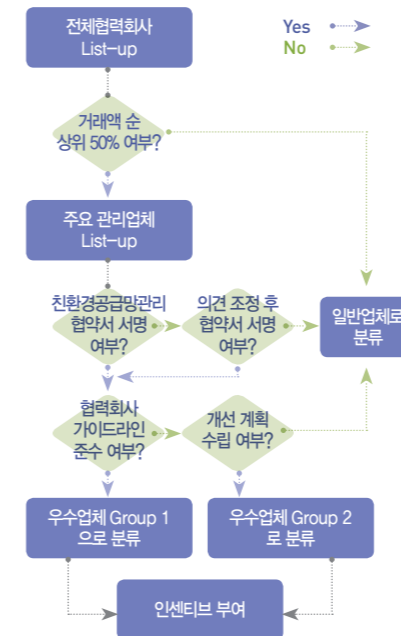 전체협력회사
List-up
Yes
No
거래액 순
상위 50% 여부?
주요 관리업체
List-up
친환경공급망관리
협약서 서명
여부?
의견 조정 후
협약서 서명
여부?
일반업체로
분류
협력회사
가이드라인
준수 여부?
개선 계획
수립 여부?
우수업체 Group 1
으로 분류
우수업체 Group 2
로 분류
인센티브 부여